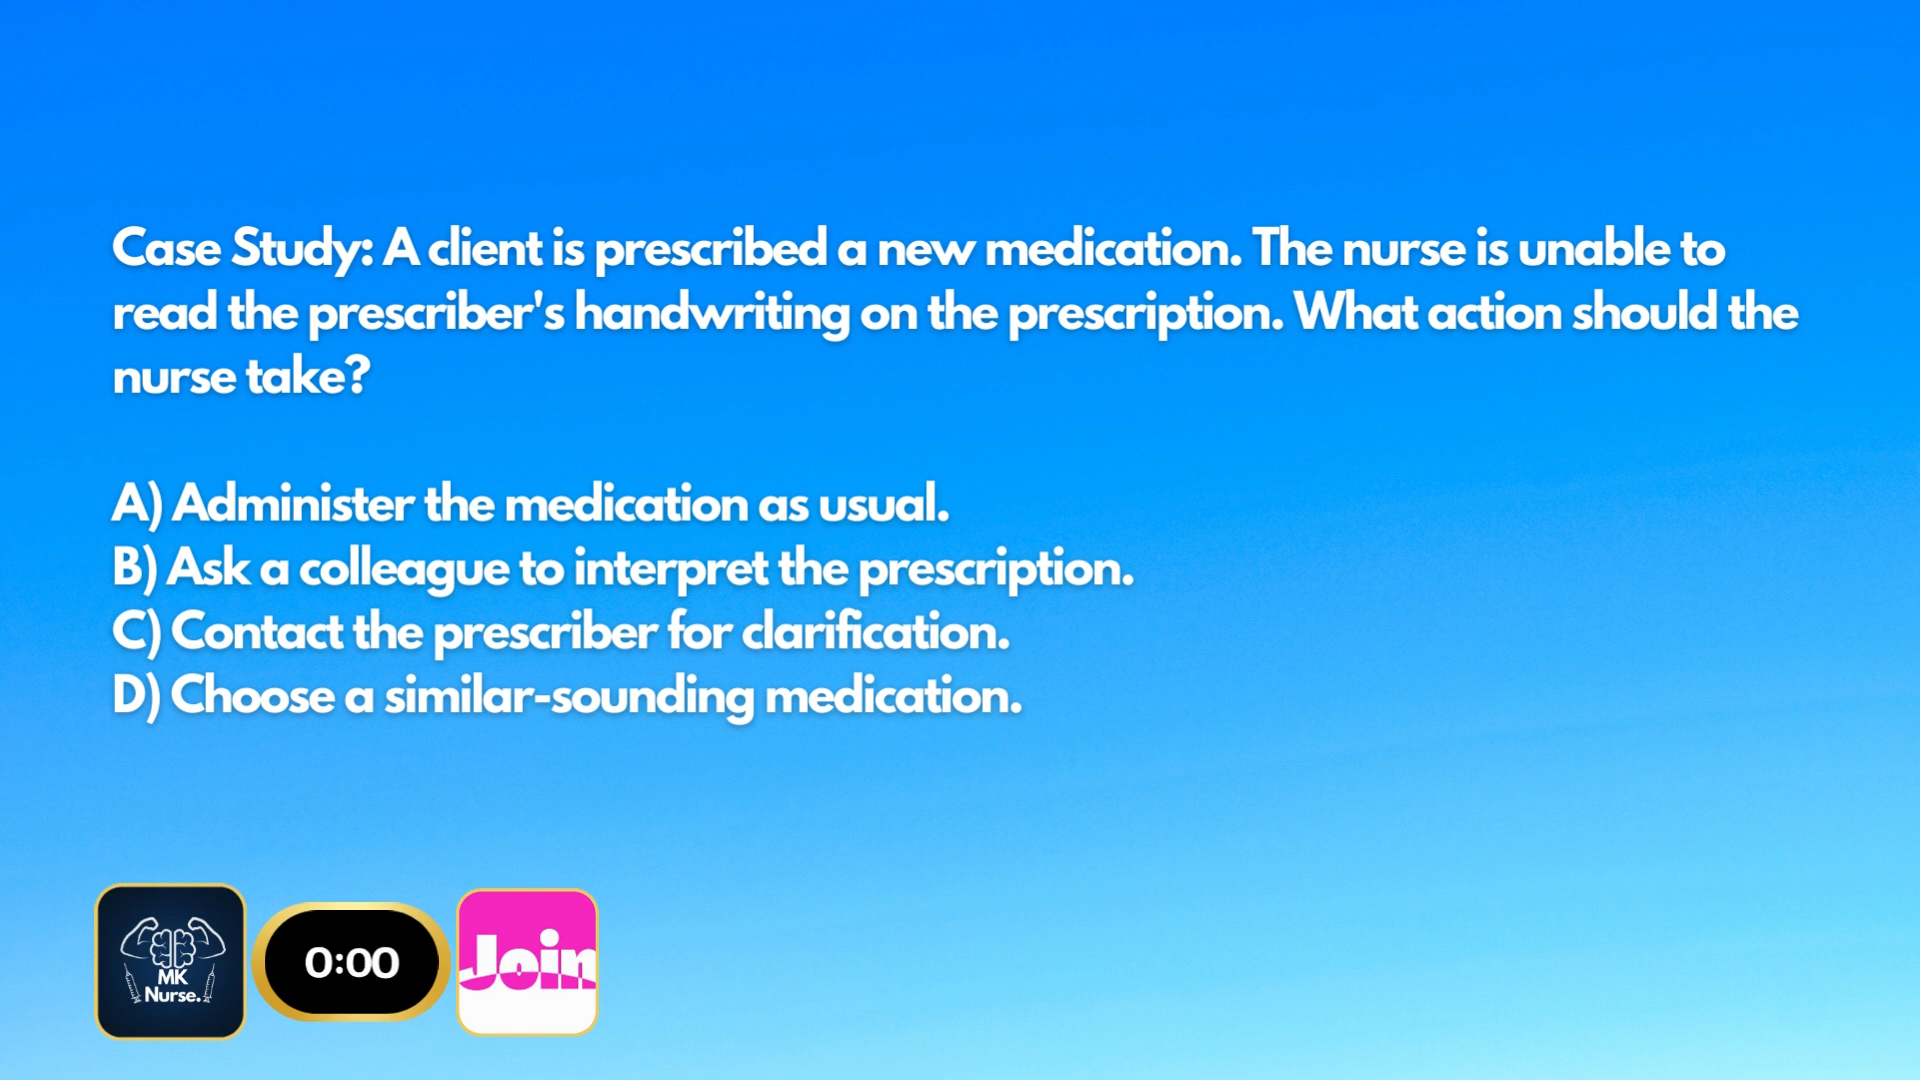 Case Study: A client is prescribed a new medication. The nurse is unable to
read the prescriber's handwriting on the prescription. What action should the
nurse take?
A) Administer the medication as usual.
B) Ask a colleague to interpret the prescription.
C) Contact the prescriber for clarification.
D) Choose a similar-sounding medication.
MK
Nurse.
0:00
Join